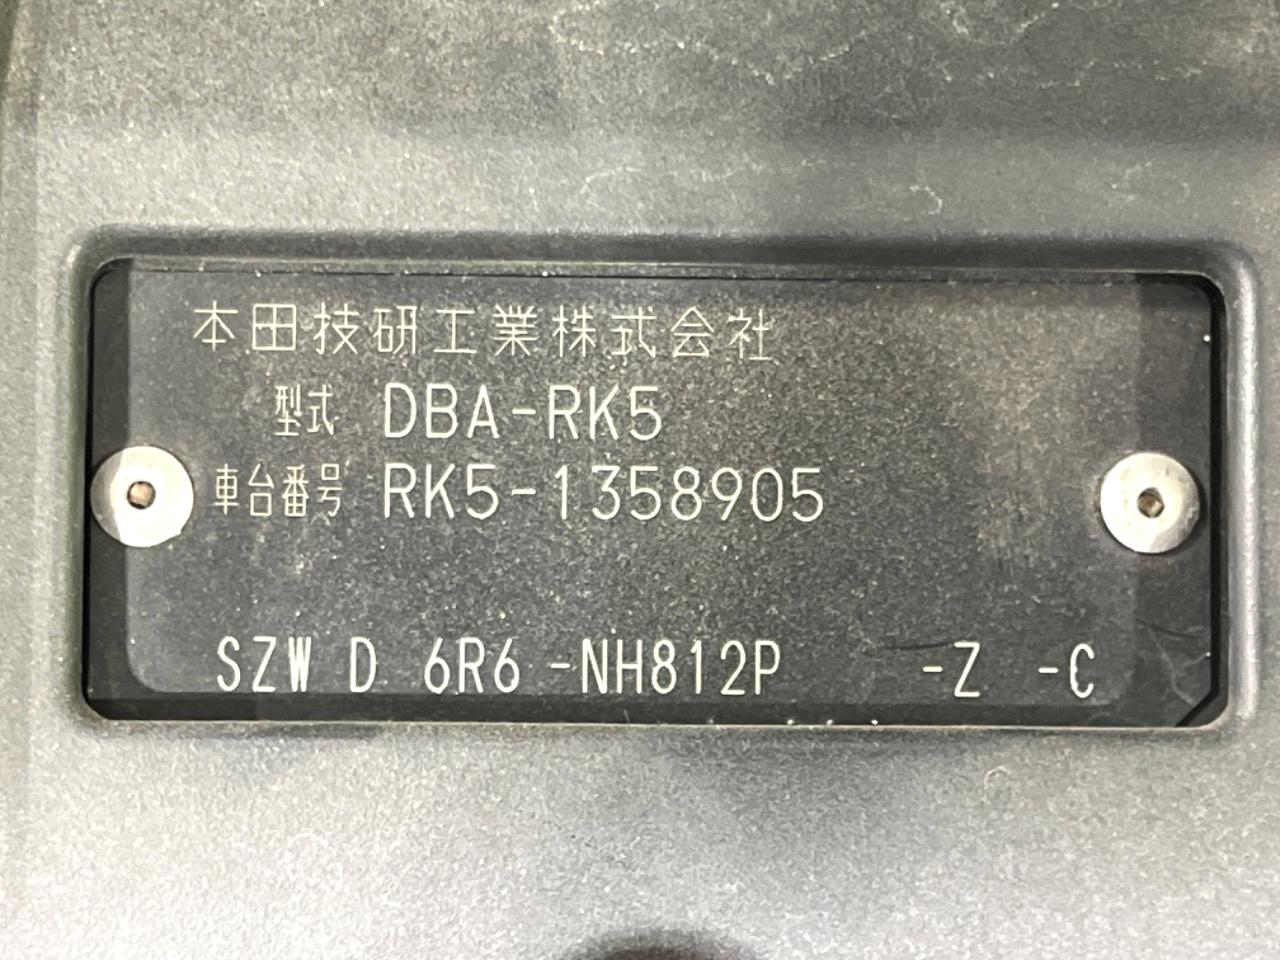 本田技研工業株式会社
型式 DBA-RK5
車台番号 RK5-1358905
SZW D 6R6 -NH812P -Z -C